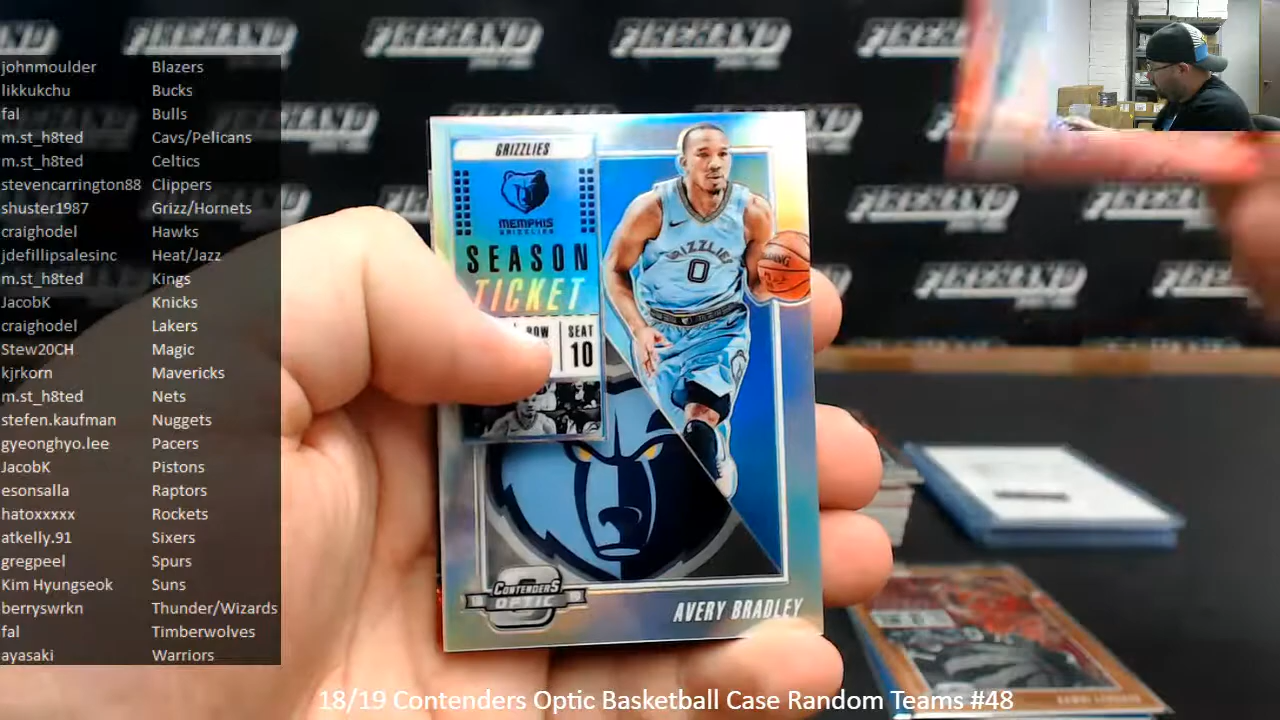 FIREHAND FIREHAND FIREHAND
johnmoulder Blazers
likkukchu Bucks
fal Bulls
m.st_h8ted Cavs/Pelicans
m.st_h8ted Celtics
stevencarrington88 Clippers
shuster1987 Grizz/Hornets
craighodel Hawks
jdefillipsalesinc Heat/Jazz
m.st_h8ted Kings
JacobK Knicks
craighodel Lakers
Stew20CH Magic
kjrkorn Mavericks
m.st_h8ted Nets
stefen.kaufman Nuggets
gyeonghyo.lee Pacers
JacobK Pistons
esonsalla Raptors
hatoxxxxx Rockets
atkelly.91 Sixers
gregpeel Spurs
Kim Hyungseok Suns
berryswrkn Thunder/Wizards
fal Timberwolves
ayasaki Warriors
GRIZZLIES
MEMPHIS
GRIZZLIES
SEASON
TICKET
ROW SEAT
10
GRIZZLIES
0
CONTENDERS
OPTIC
AVERY BRADLEY
18/19 Contenders Optic Basketball Case Random Teams #48